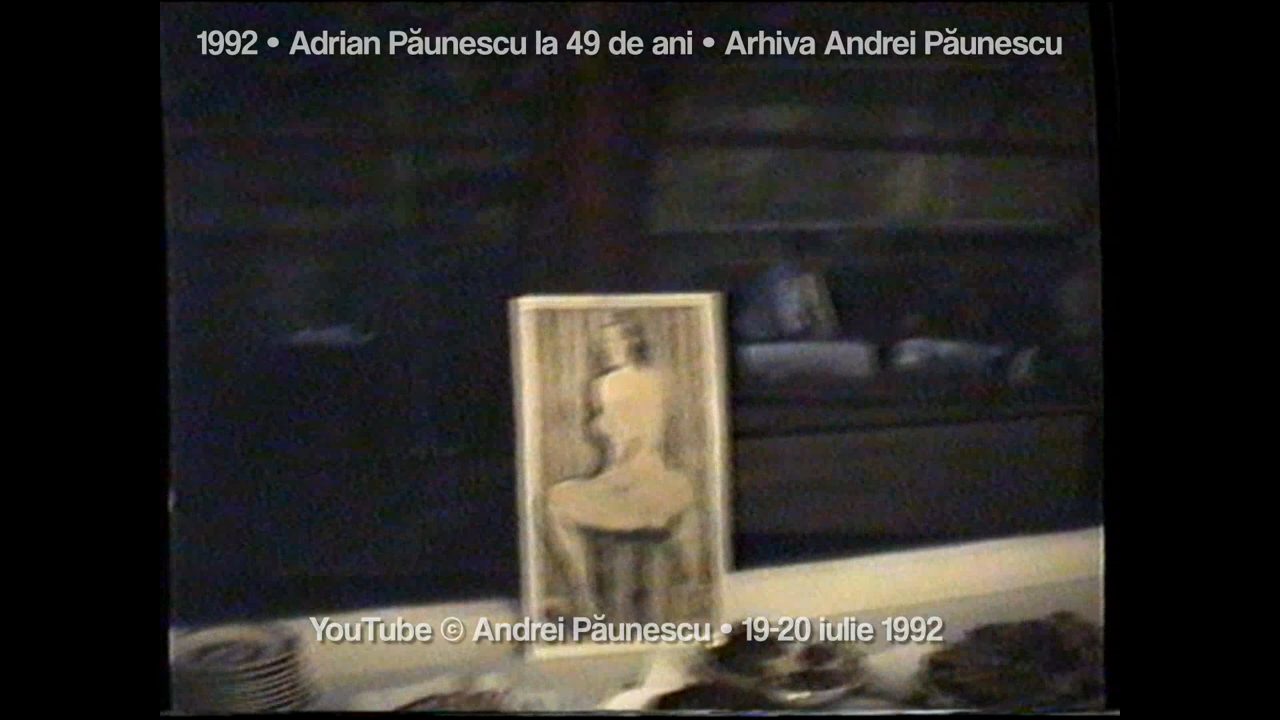 1992 • Adrian Păunescu la 49 de ani • Arhiva Andrei Păunescu
YouTube © Andrei Păunescu • 19-20 iulie 1992